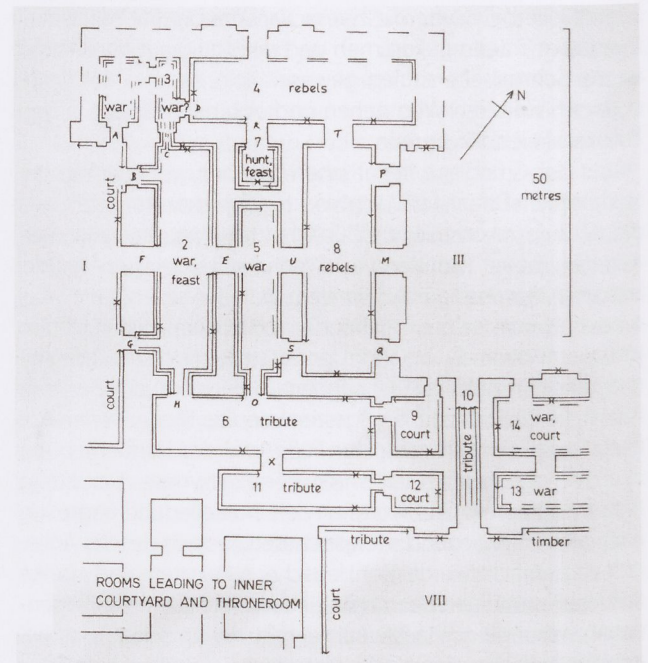 1
3
war
war
4 rebels
D
N
A
C
R
7
hunt,
feast
T
P
B
court
50
metres
I
F
2
war,
feast
E
5
war
U
8
rebels
M
III
G
S
Q
court
H
O
6 tribute
9
court
10
tribute
14
war,
court
X
11 tribute
12
court
13 war
tribute
timber
ROOMS LEADING TO INNER
COURTYARD AND THRONEROOM
court
VIII